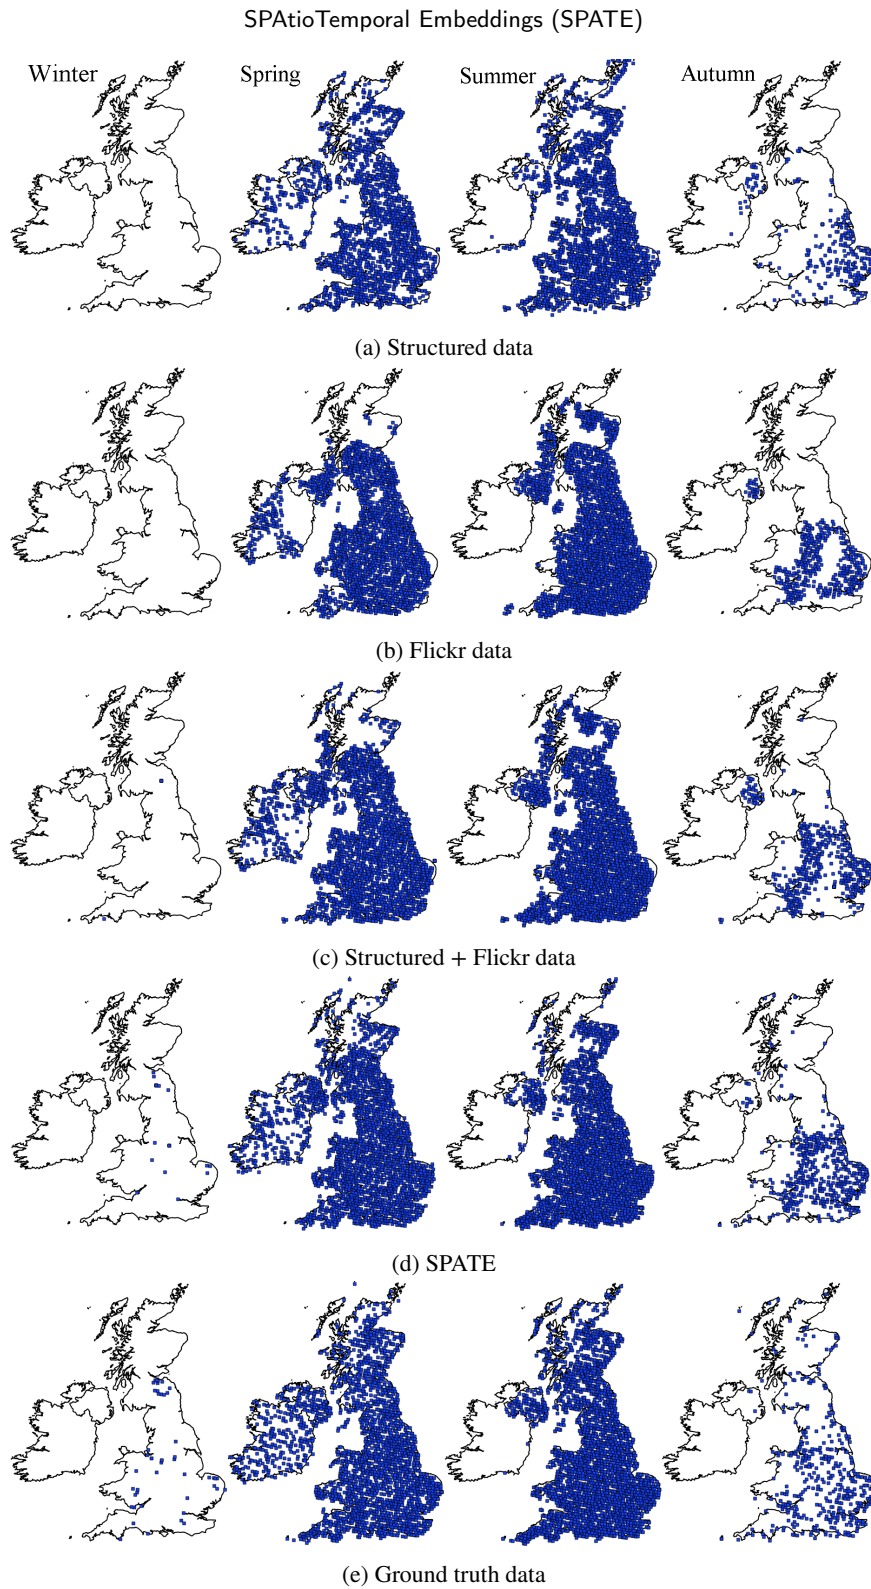 SPAtioTemporal Embeddings (SPATE)
Winter Spring Summer Autumn
(a) Structured data
(b) Flickr data
(c) Structured + Flickr data
(d) SPATE
(e) Ground truth data